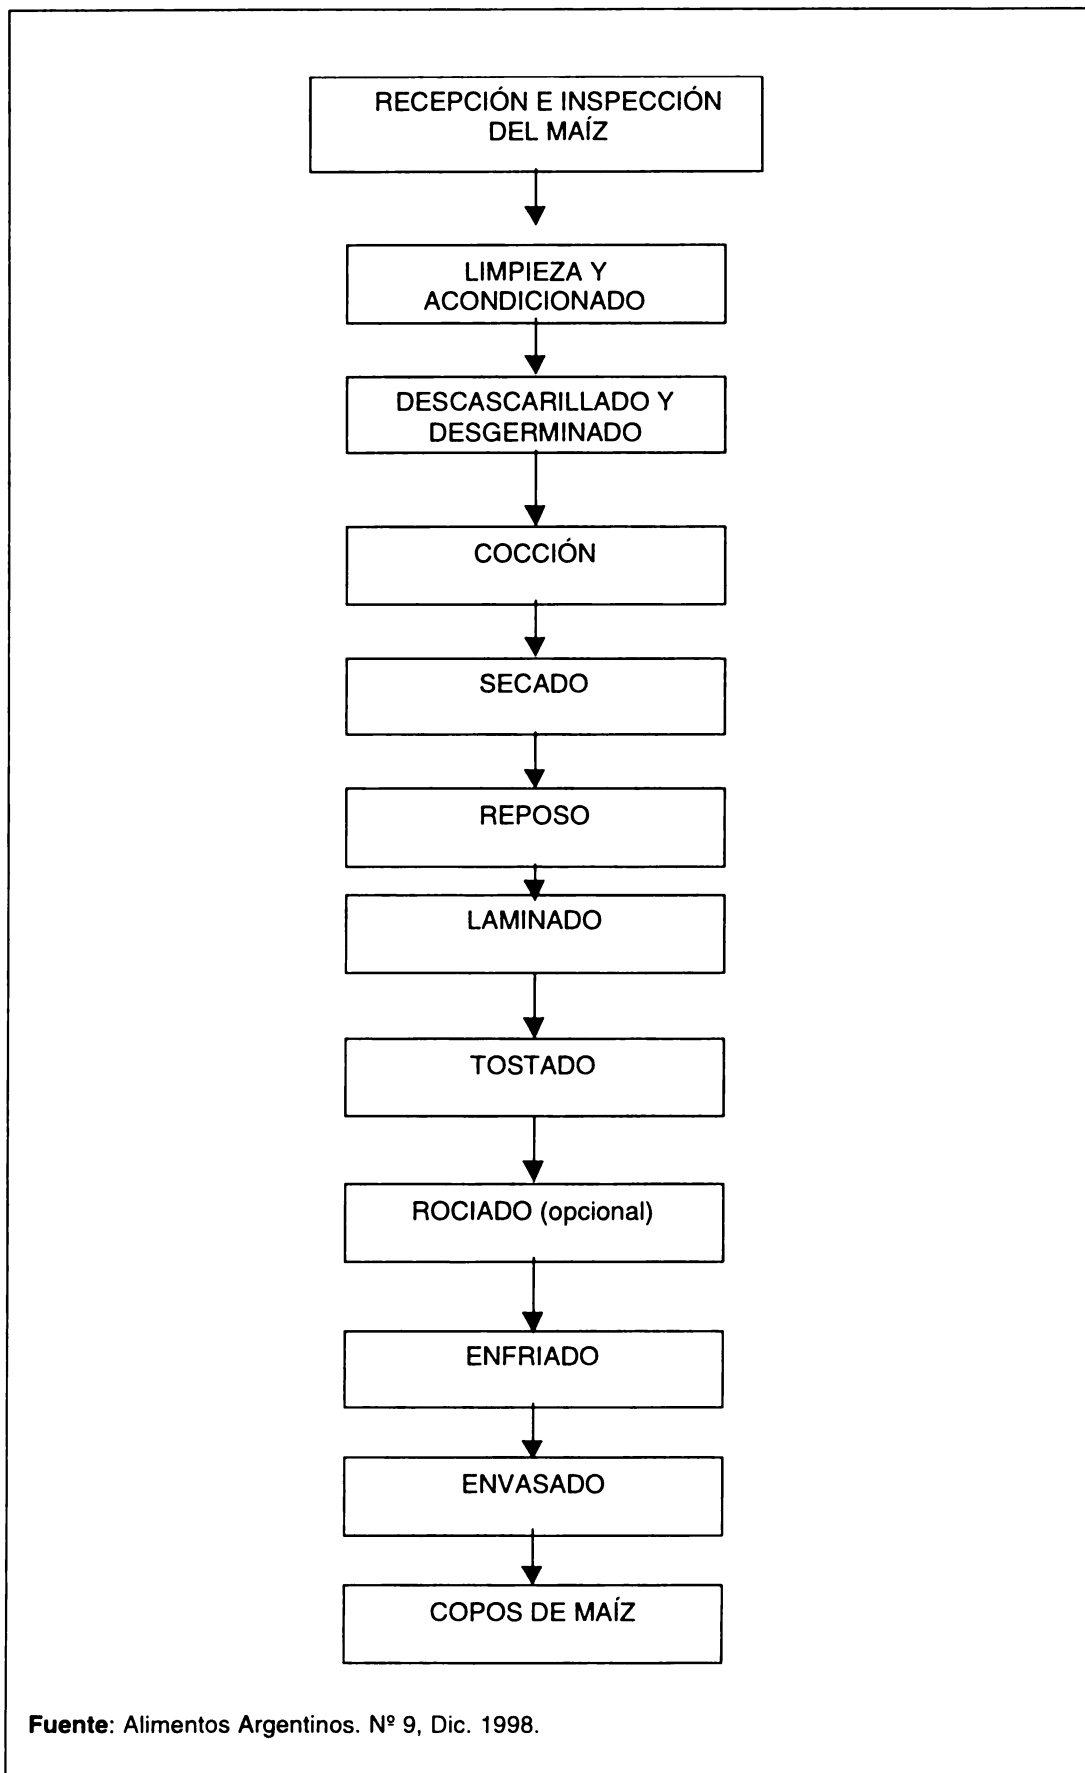 RECEPCIÓN E INSPECCIÓN
DEL MAÍZ
LIMPIEZA Y
ACONDICIONADO
DESCASCARILLADO Y
DESGERMINADO
COCCIÓN
SECADO
REPOSO
LAMINADO
TOSTADO
ROCIADO (opcional)
ENFRIADO
ENVASADO
COPOS DE MAÍZ
Fuente: Alimentos Argentinos. Nº 9, Dic. 1998.